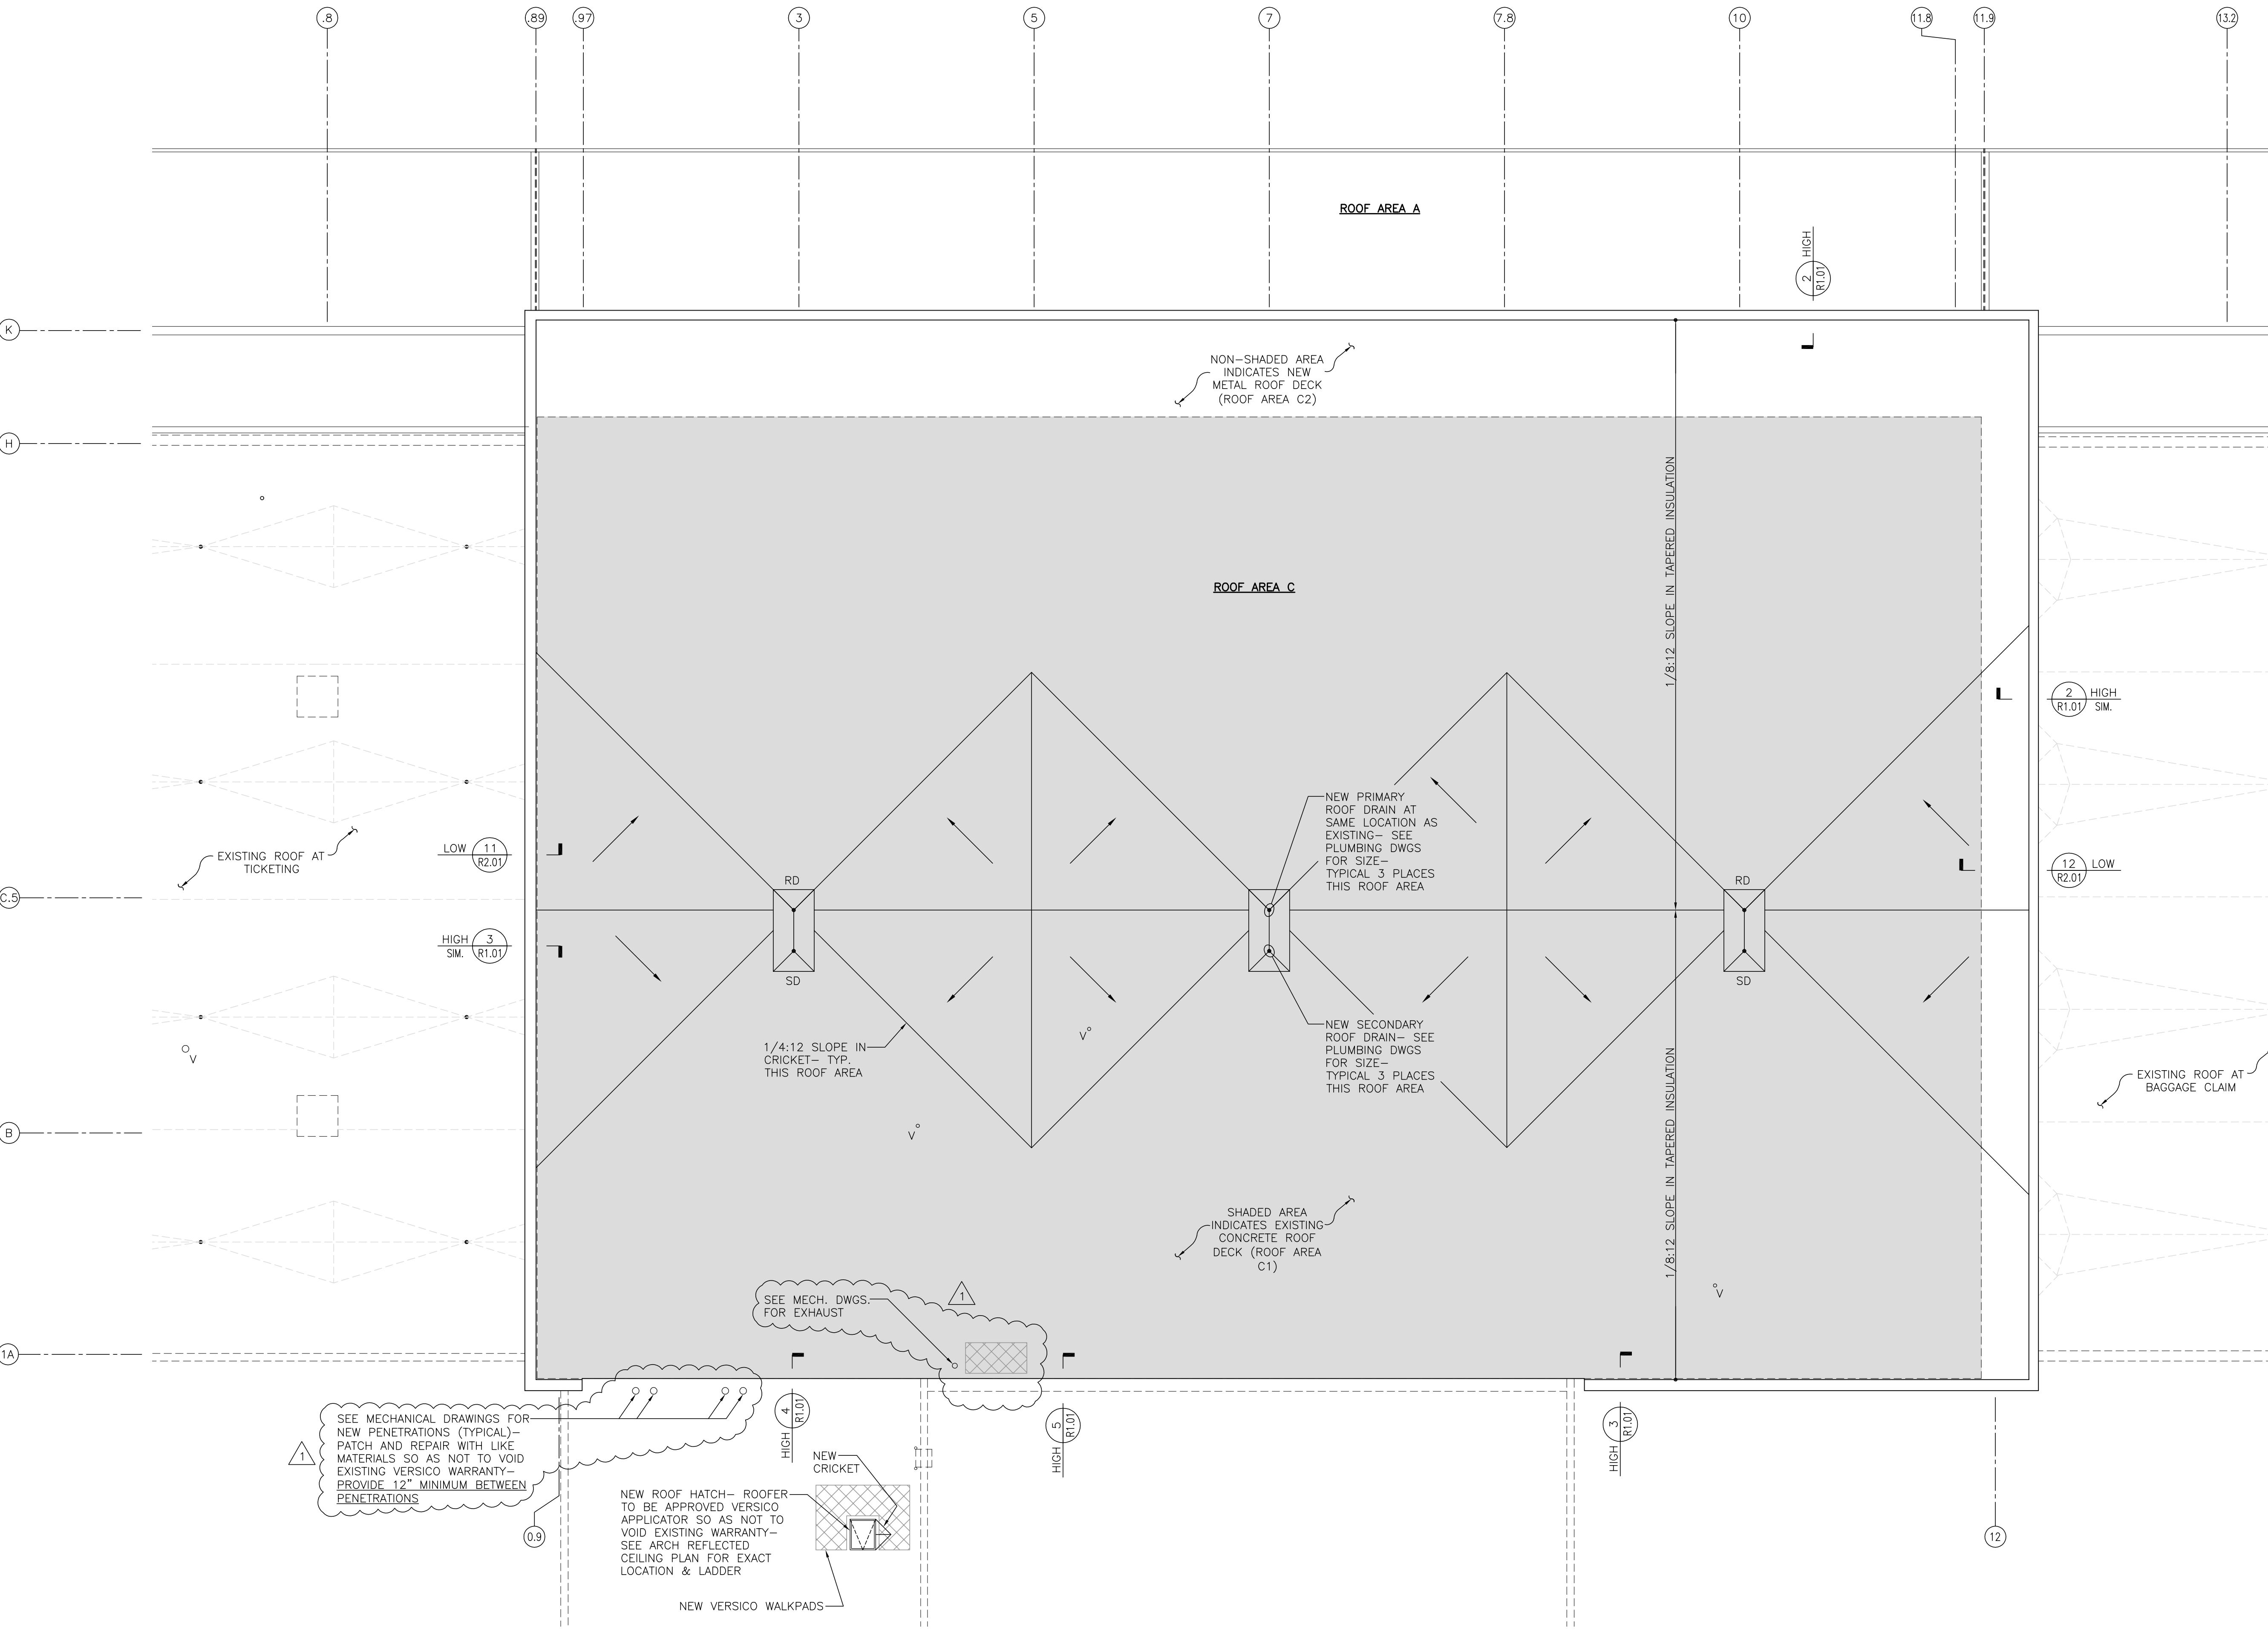 .8
.89
.97
3
5
7
7.8
10
11.8
11.9
13.2
ROOF AREA A
2
R1.01
HIGH
K
NON-SHADED AREA
INDICATES NEW
METAL ROOF DECK
(ROOF AREA C2)
H
1/8:12 SLOPE IN TAPERED INSULATION
ROOF AREA C
2
R1.01
HIGH
SIM.
NEW PRIMARY
ROOF DRAIN AT
SAME LOCATION AS
EXISTING- SEE
PLUMBING DWGS
FOR SIZE-
TYPICAL 3 PLACES
THIS ROOF AREA
EXISTING ROOF AT
TICKETING
LOW
11
R2.01
12
R2.01
LOW
RD
RD
C.5
HIGH
SIM.
3
R1.01
SD
SD
1/4:12 SLOPE IN
CRICKET- TYP.
THIS ROOF AREA
V
NEW SECONDARY
ROOF DRAIN- SEE
PLUMBING DWGS
FOR SIZE-
TYPICAL 3 PLACES
THIS ROOF AREA
V
EXISTING ROOF AT
BAGGAGE CLAIM
B
V
1/8:12 SLOPE IN TAPERED INSULATION
SHADED AREA
INDICATES EXISTING
CONCRETE ROOF
DECK (ROOF AREA
C1)
V
SEE MECH. DWGS.
FOR EXHAUST
1
1A
SEE MECHANICAL DRAWINGS FOR
NEW PENETRATIONS (TYPICAL)-
PATCH AND REPAIR WITH LIKE
MATERIALS SO AS NOT TO VOID
EXISTING VERSICO WARRANTY-
PROVIDE 12" MINIMUM BETWEEN
PENETRATIONS
1
HIGH
4
R1.01
HIGH
5
R1.01
HIGH
3
R1.01
NEW
CRICKET
NEW ROOF HATCH- ROOFER
TO BE APPROVED VERSICO
APPLICATOR SO AS NOT TO
VOID EXISTING WARRANTY-
SEE ARCH REFLECTED
CEILING PLAN FOR EXACT
LOCATION & LADDER
NEW VERSICO WALKPADS
0.9
12